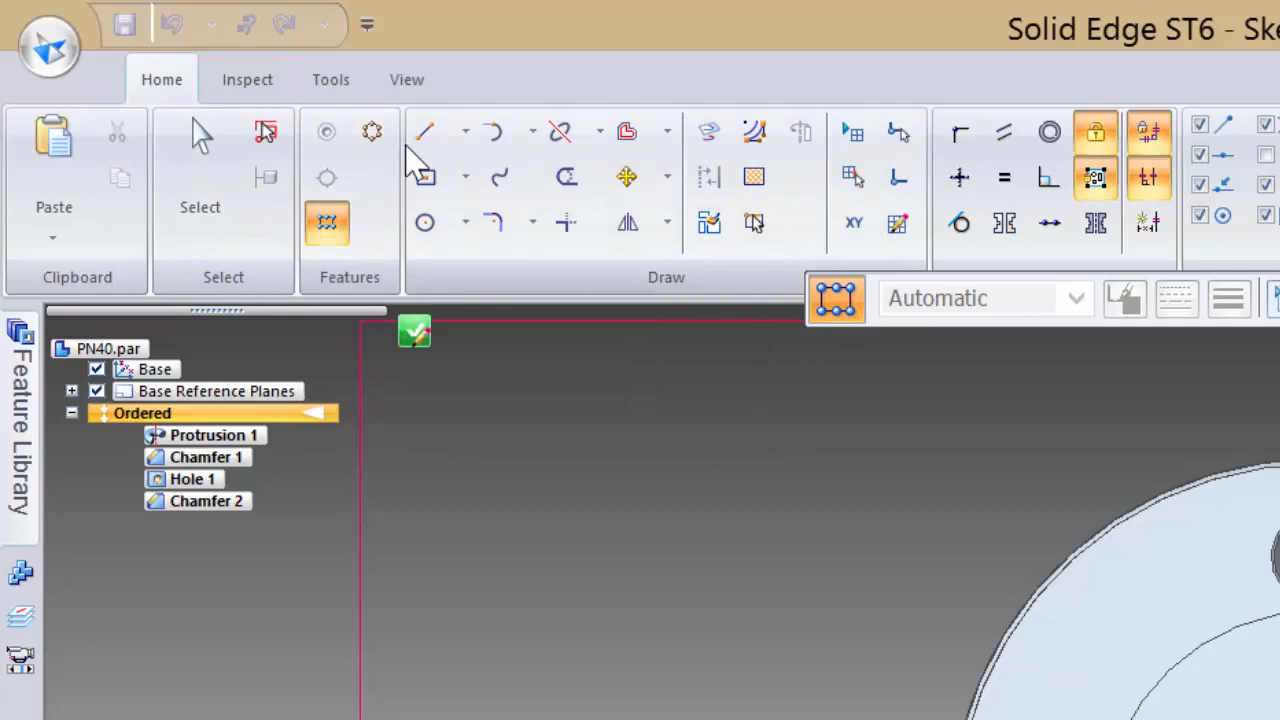 Solid Edge ST6 - Ske
Home
Inspect
Tools
View
Paste
Select
XY
Clipboard
Select
Features
Draw
Automatic
Feature Library
PN40.par
Base
Base Reference Planes
Ordered
Protrusion 1
Chamfer 1
Hole 1
Chamfer 2